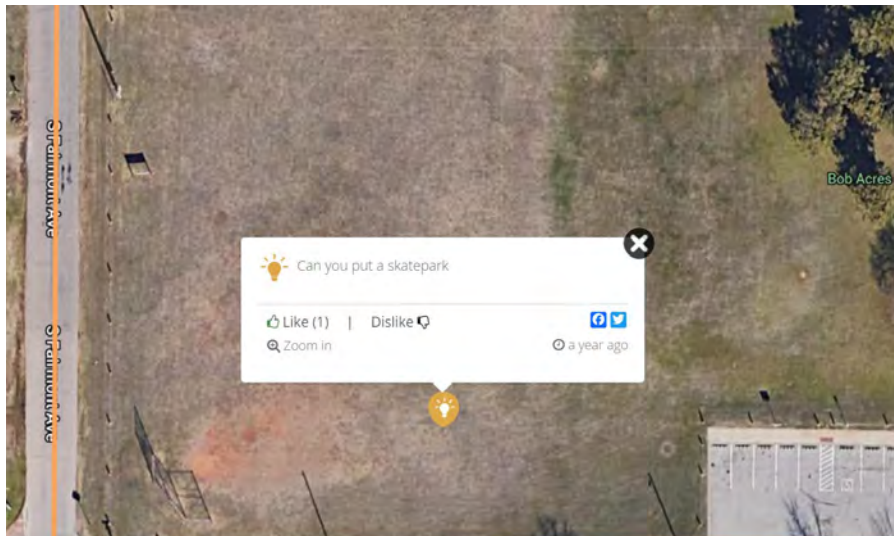 Bob Acres
Can you put a skatepark
Like (1) | Dislike
Zoom in
a year ago